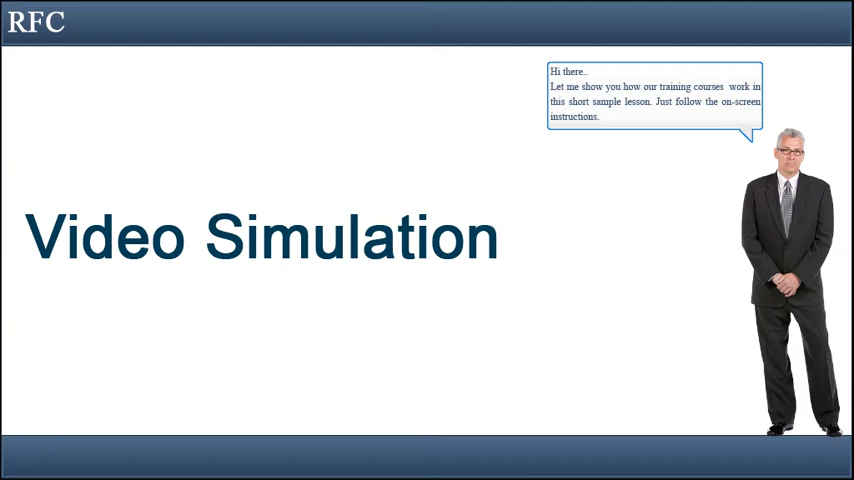 RFC
Hi there..
Let me show you how our training courses work in
this short sample lesson. Just follow the on-screen
instructions.
Video Simulation